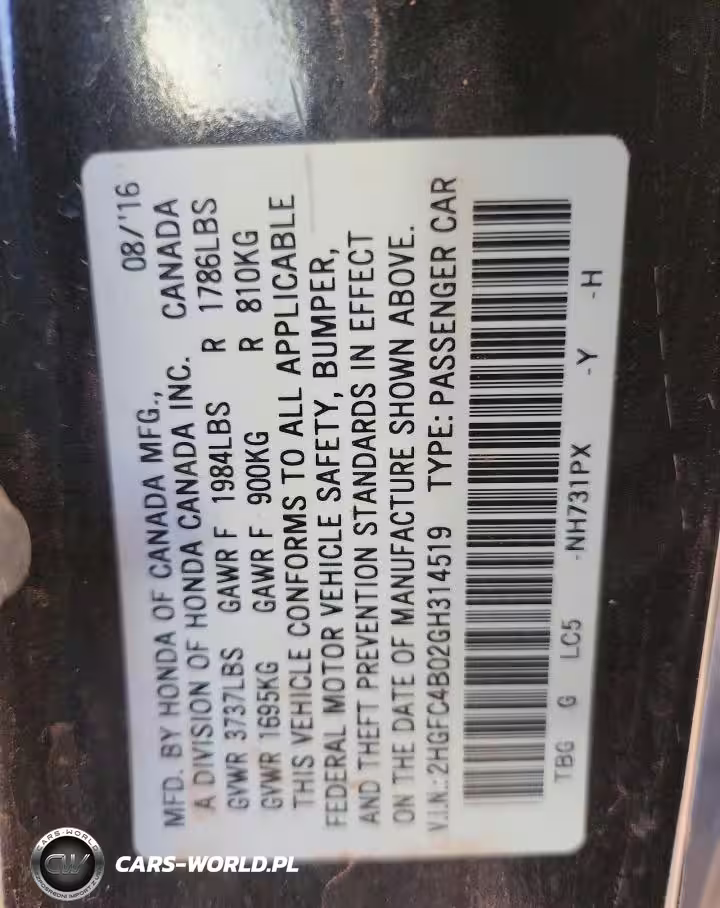 MFD. BY HONDA OF CANADA MFG., 08/'16
A DIVISION OF HONDA CANADA INC. CANADA
GVWR 3737LBS GAWR F 1984LBS R 1786LBS
GVWR 1695KG GAWR F 900KG R 810KG
THIS VEHICLE CONFORMS TO ALL APPLICABLE
FEDERAL MOTOR VEHICLE SAFETY, BUMPER,
AND THEFT PREVENTION STANDARDS IN EFFECT
ON THE DATE OF MANUFACTURE SHOWN ABOVE.
V.I.N.: 2HGFC4B02GH314519 TYPE: PASSENGER CAR
TBG G LC5 -NH731PX -Y -H
CARS-WORLD
CW
CARS-WORLD.PL